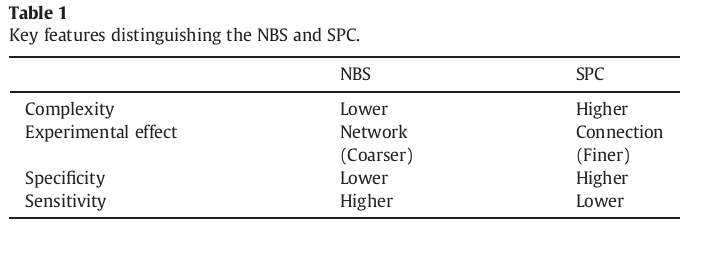 Table 1
Key features distinguishing the NBS and SPC.
NBS SPC
Complexity Lower Higher
Experimental effect Network Connection
(Coarser) (Finer)
Specificity Lower Higher
Sensitivity Higher Lower